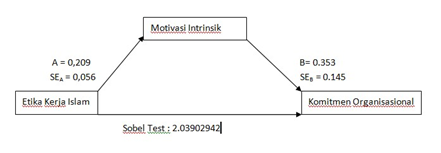 Motivasi Intrinsik
A = 0,209
SEA = 0,056
B= 0.353
SEB = 0.145
Etika Kerja Islam
Komitmen Organisasional
Sobel Test : 2.03902942